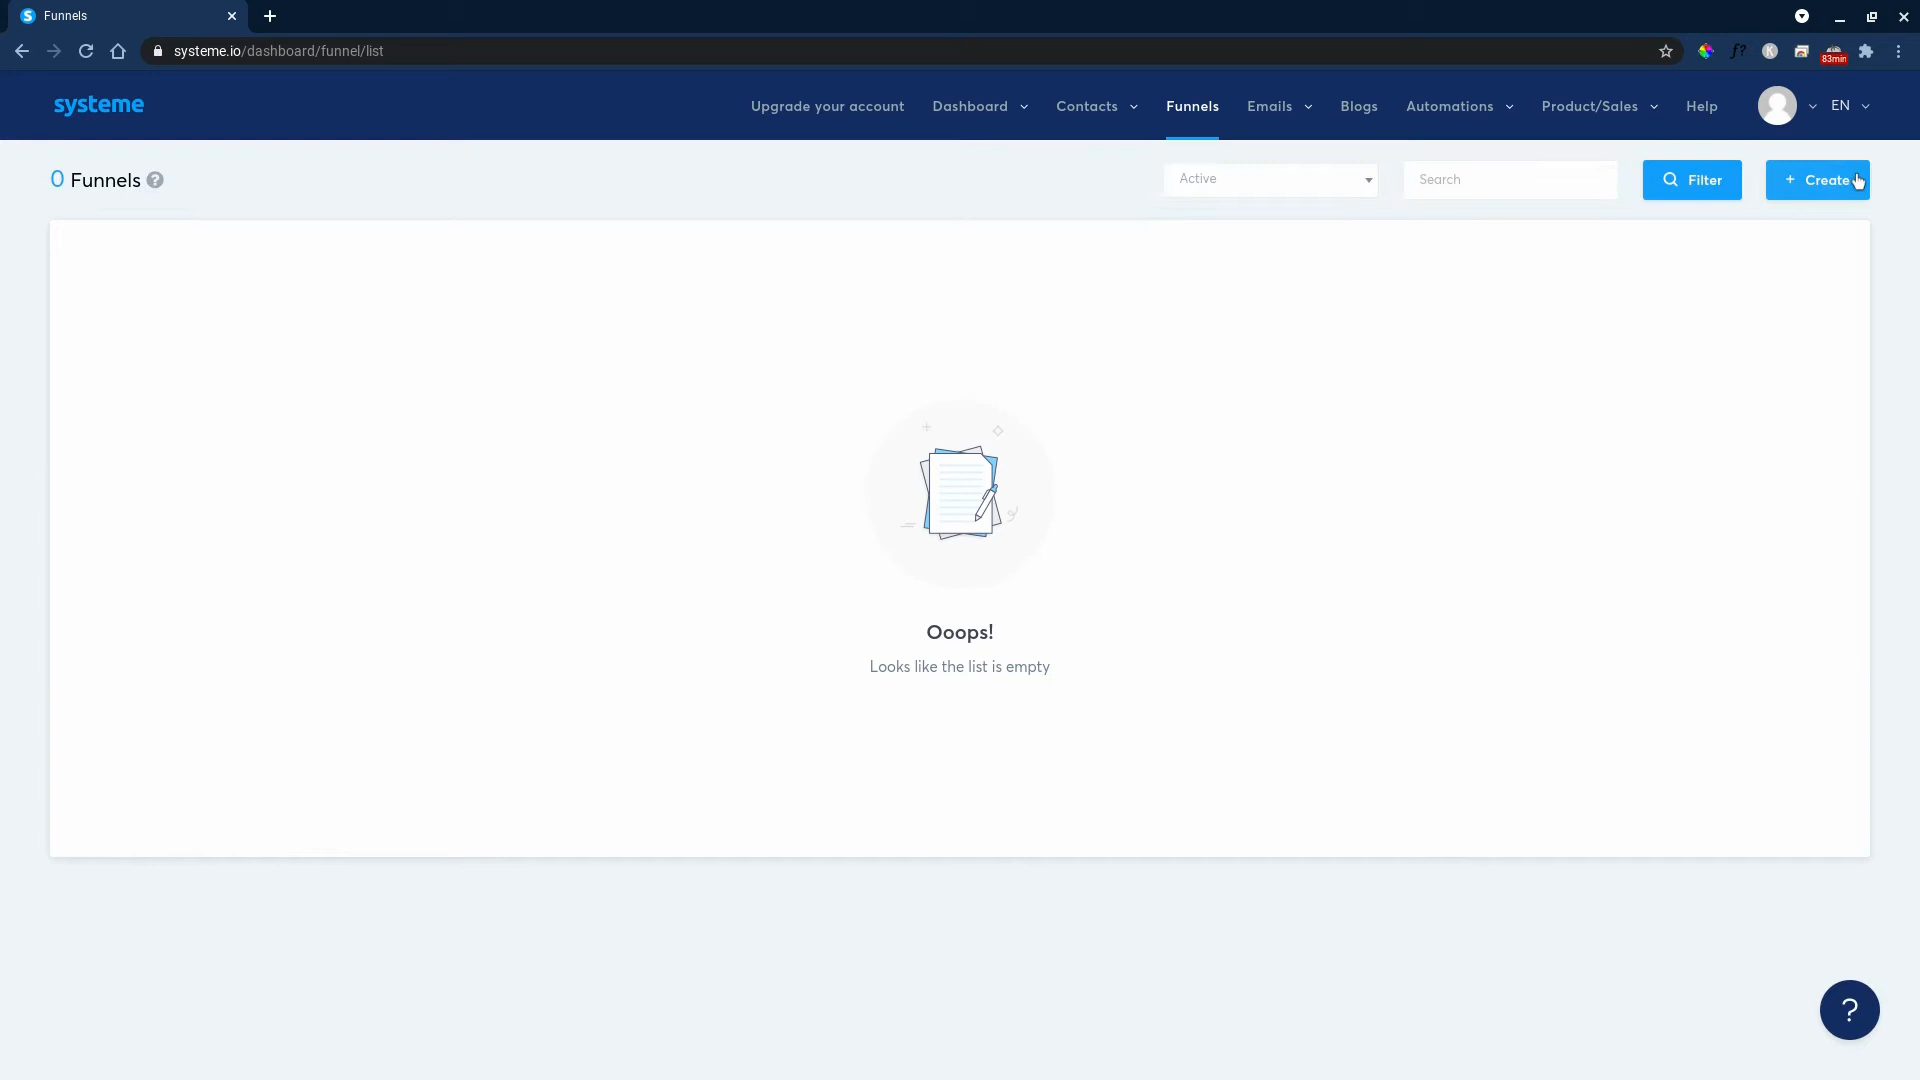 Funnels
systeme.io/dashboard/funnel/list
83min
systeme
Upgrade your account Dashboard Contacts Funnels Emails Blogs Automations Product/Sales Help EN
0 Funnels ?
Active
Search
Filter
+ Create
Ooops!
Looks like the list is empty
?